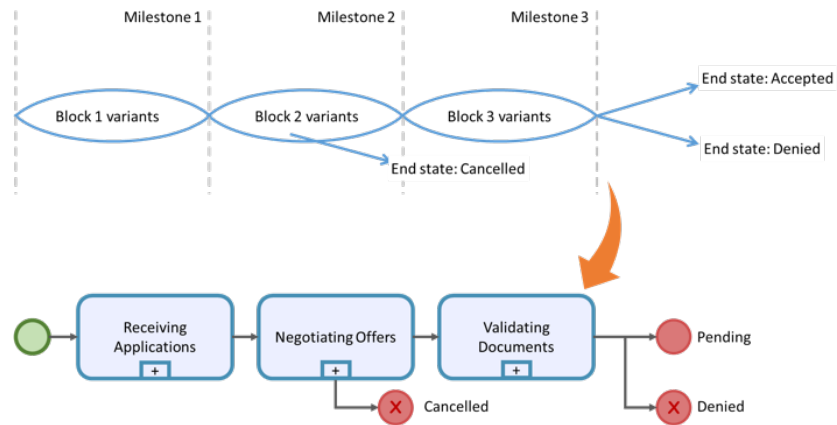 Milestone 1
Milestone 2
Milestone 3
End state: Accepted
Block 1 variants
Block 2 variants
Block 3 variants
End state: Denied
End state: Cancelled
Receiving
Applications
+
Negotiating Offers
+
Validating
Documents
+
Pending
X
Cancelled
X
Denied